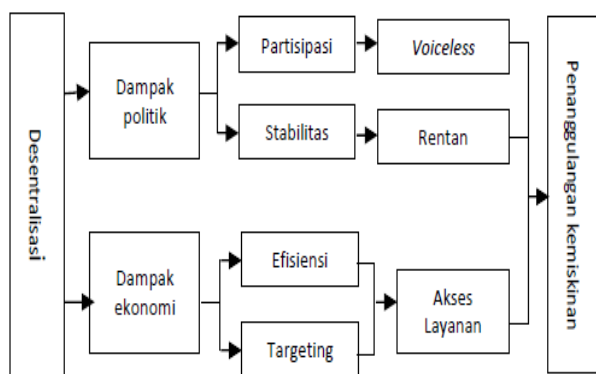 Desentralisasi
Dampak
politik
Partisipasi
Voiceless
Stabilitas
Rentan
Dampak
ekonomi
Efisiensi
Targeting
Akses
Layanan
Penanggulangan kemiskinan